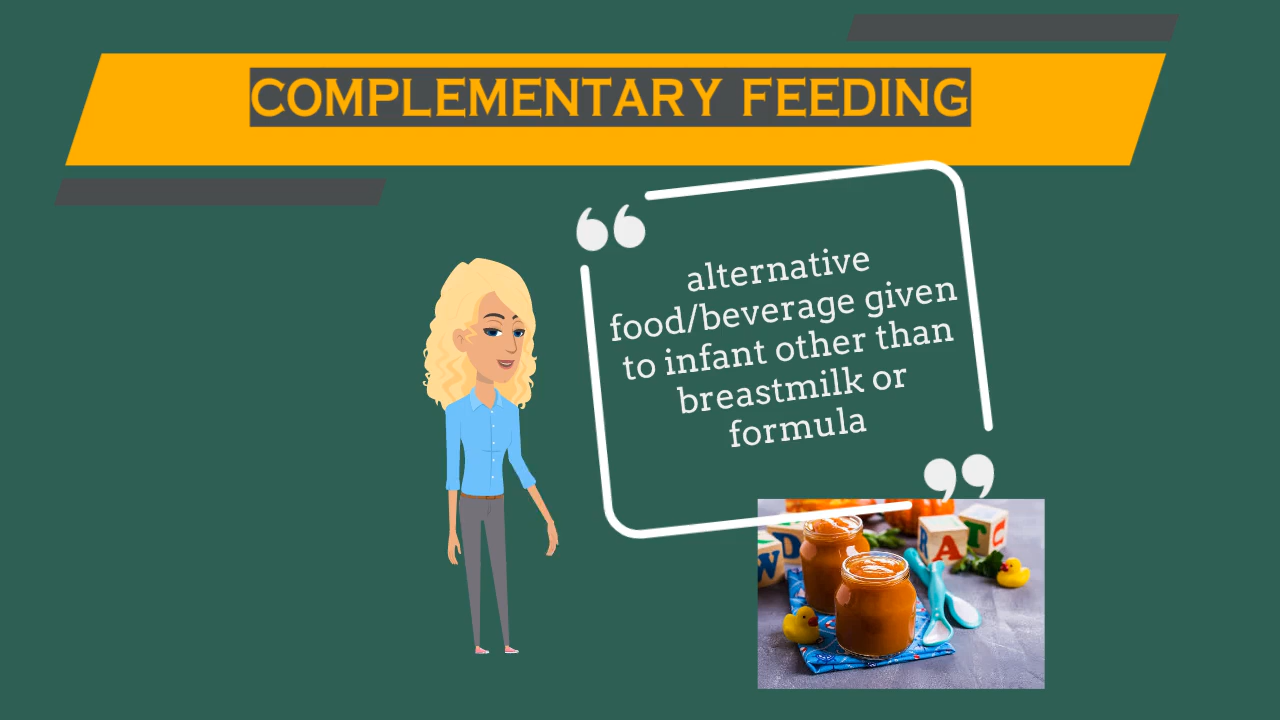 COMPLEMENTARY FEEDING
alternative
food/beverage given
to infant other than
breastmilk or
formula
W D
R A T C